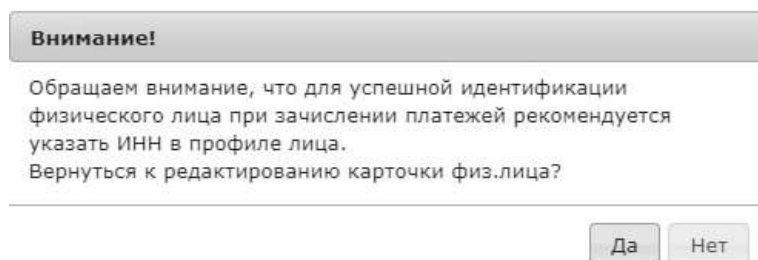 Внимание!
Обращаем внимание, что для успешной идентификации
физического лица при зачислении платежей рекомендуется
указать ИНН в профиле лица.
Вернуться к редактированию карточки физ.лица?
Да Нет